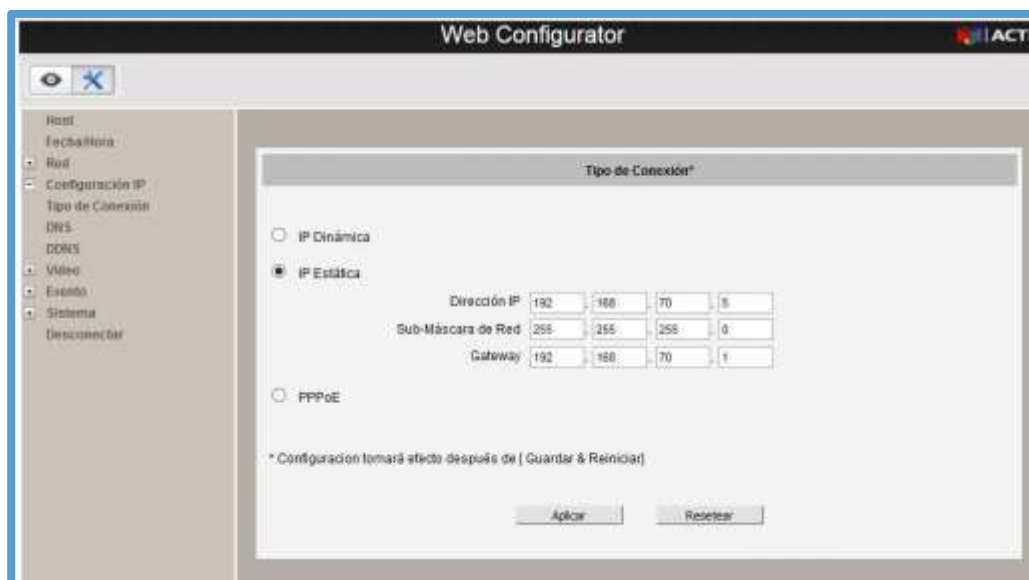 Web Configurator
ACT
Host
Fecha/Hora
Red
Configuración IP
Tipo de Conexión
DNS
DDNS
Video
Evento
Sistema
Desconectar
Tipo de Conexión*
IP Dinámica
IP Estática
Dirección IP 192 . 168 . 70 . 5
Sub-Máscara de Red 255 . 255 . 255 . 0
Gateway 192 . 168 . 70 . 1
PPPoE
* Configuracion tomará efecto después de [ Guardar & Reiniciar]
Aplicar Resetear